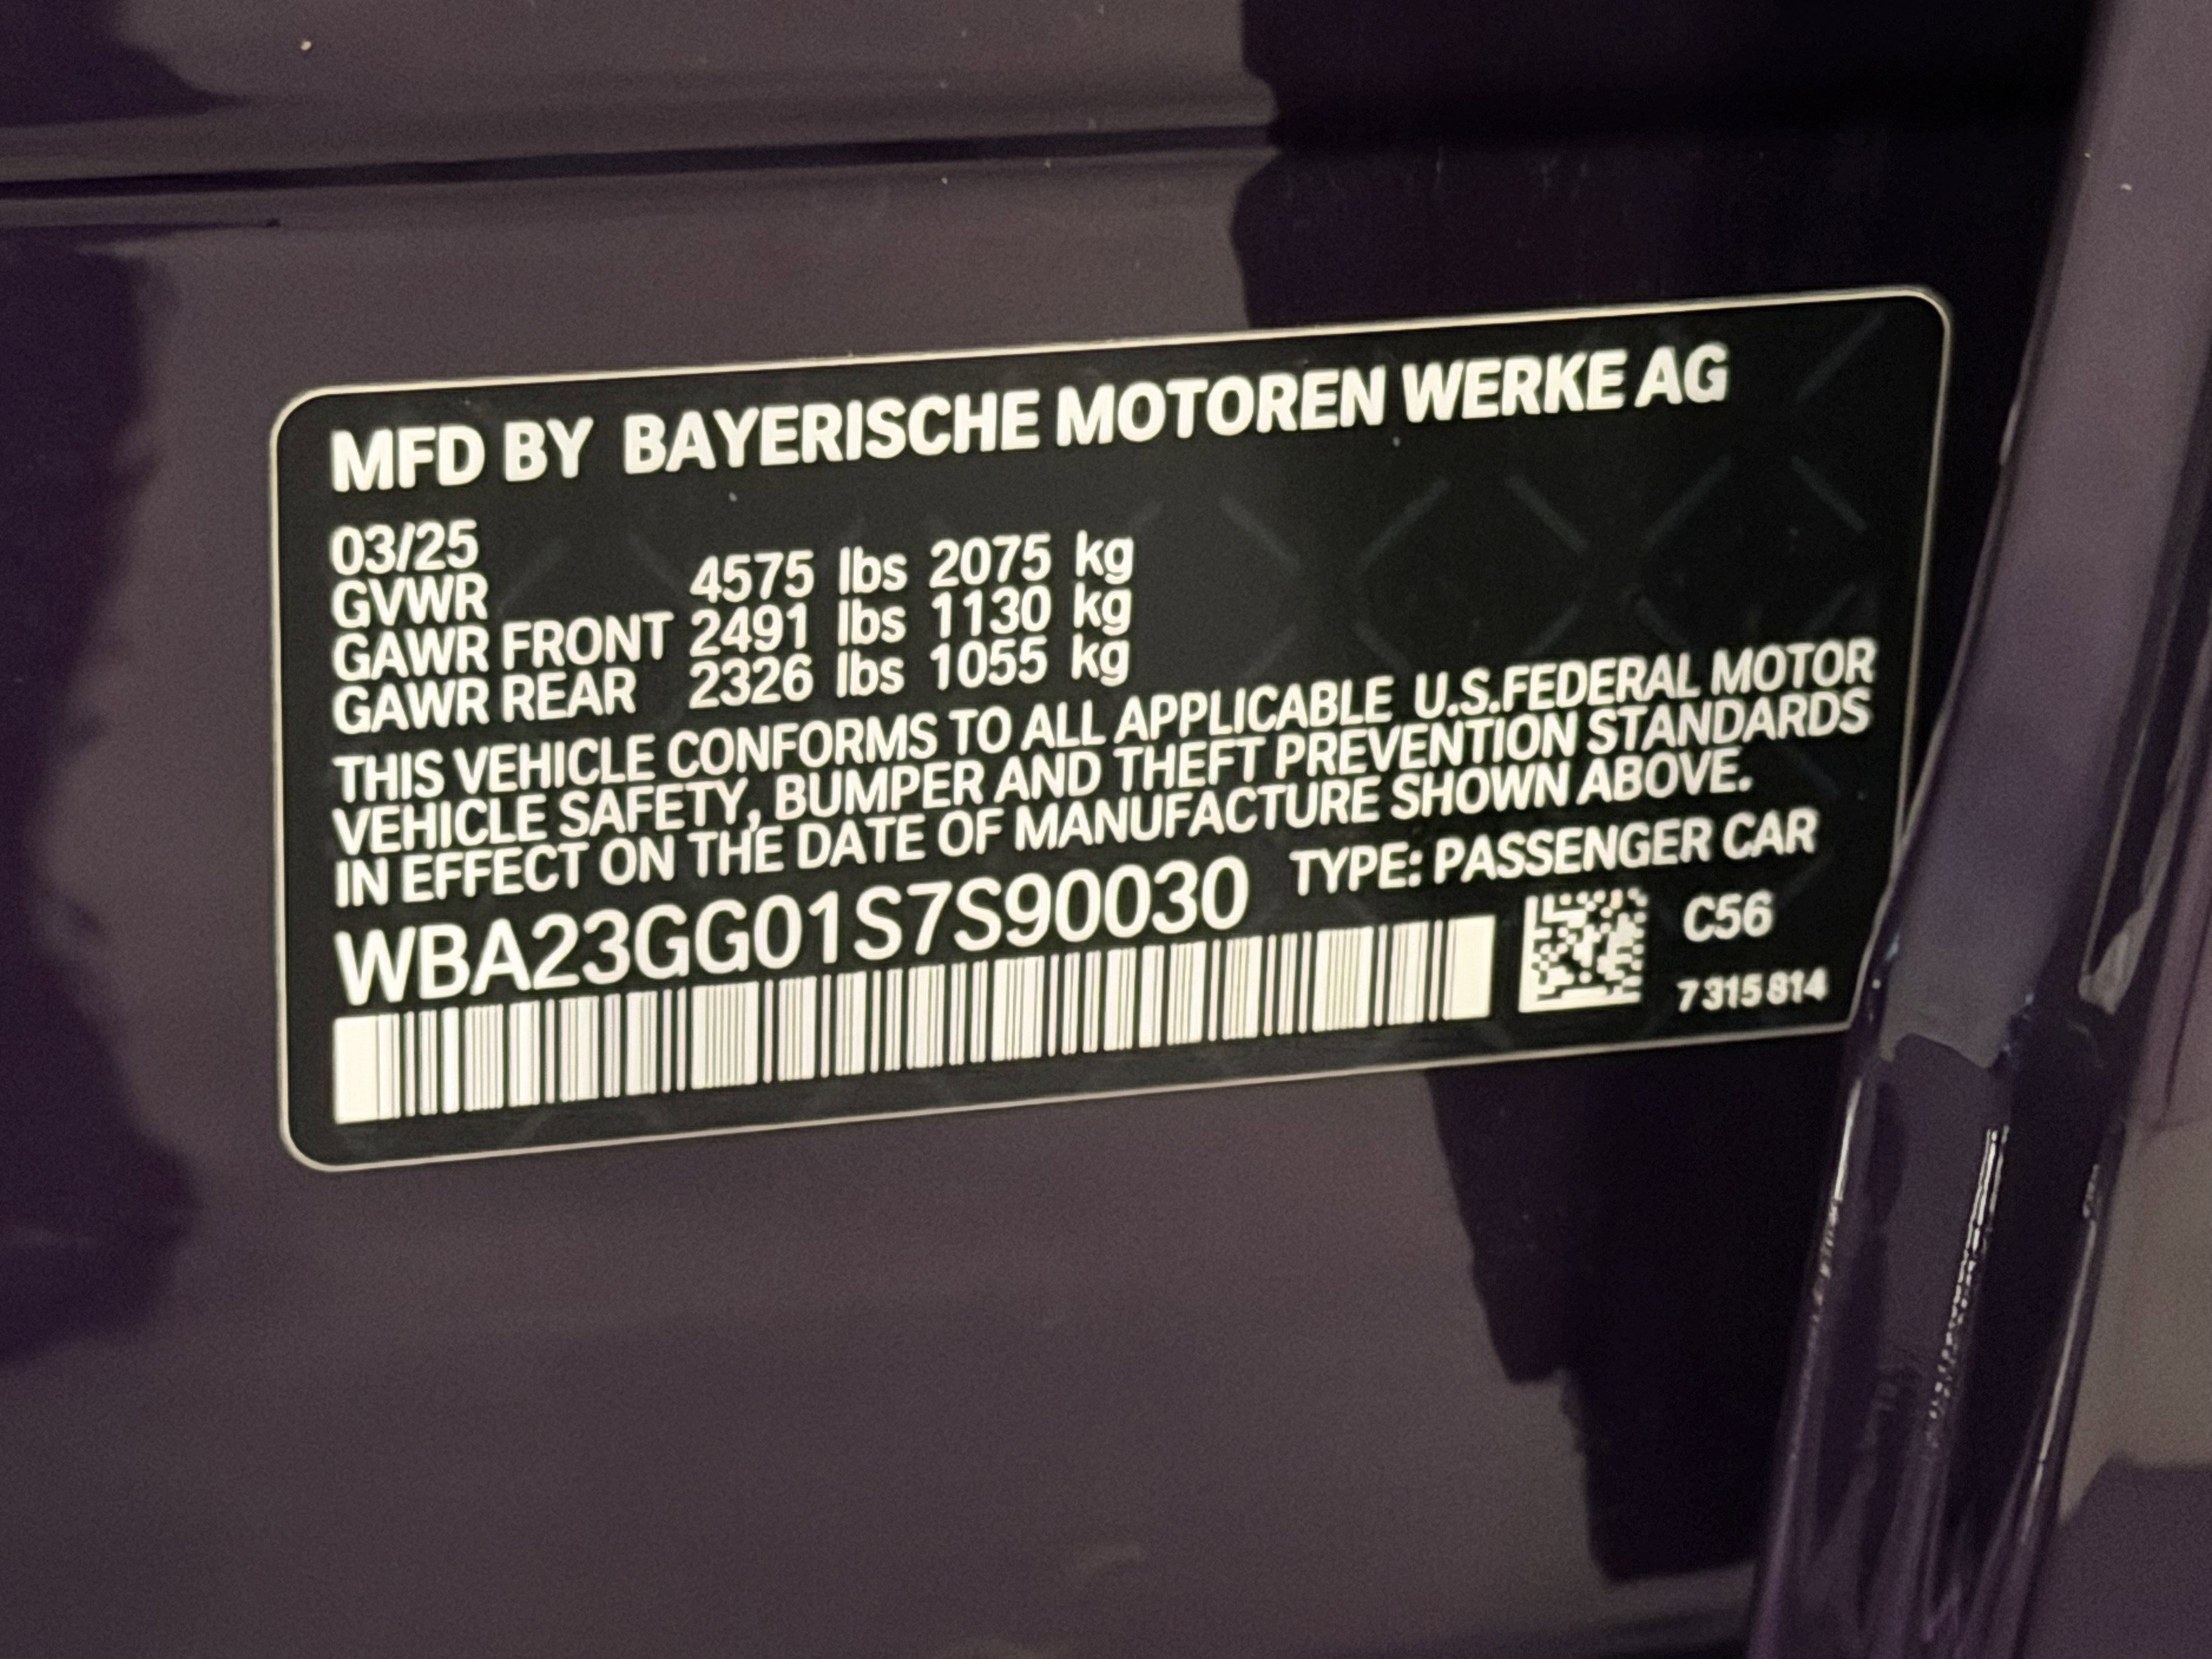 MFD BY BAYERISCHE MOTOREN WERKE AG
03/25
GVWR 4575 lbs 2075 kg
GAWR FRONT 2491 lbs 1130 kg
GAWR REAR 2326 lbs 1055 kg
THIS VEHICLE CONFORMS TO ALL APPLICABLE U.S.FEDERAL MOTOR
VEHICLE SAFETY, BUMPER AND THEFT PREVENTION STANDARDS
IN EFFECT ON THE DATE OF MANUFACTURE SHOWN ABOVE.
WBA23GG01S7S90030 TYPE: PASSENGER CAR
C56
7 315 814